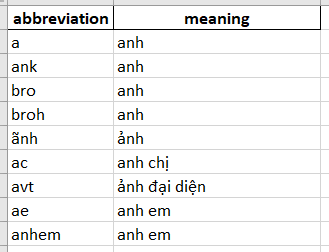 abbreviation meaning
a anh
ank anh
bro anh
broh anh
ãnh ảnh
ac anh chị
avt ảnh đại diện
ae anh em
anhem anh em